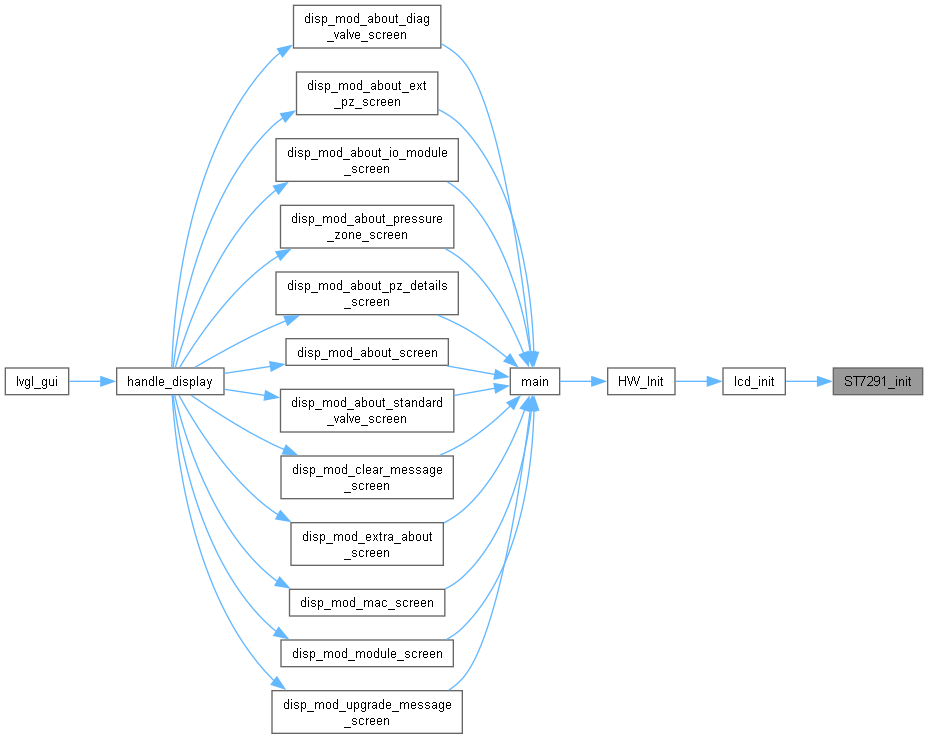 disp_mod_about_diag
_valve_screen
disp_mod_about_ext
_pz_screen
disp_mod_about_io_module
_screen
disp_mod_about_pressure
_zone_screen
disp_mod_about_pz_details
_screen
disp_mod_about_screen
lvgl_gui
handle_display
main
HW_Init
lcd_init
ST7291_init
disp_mod_about_standard
_valve_screen
disp_mod_clear_message
_screen
disp_mod_extra_about
_screen
disp_mod_mac_screen
disp_mod_module_screen
disp_mod_upgrade_message
_screen